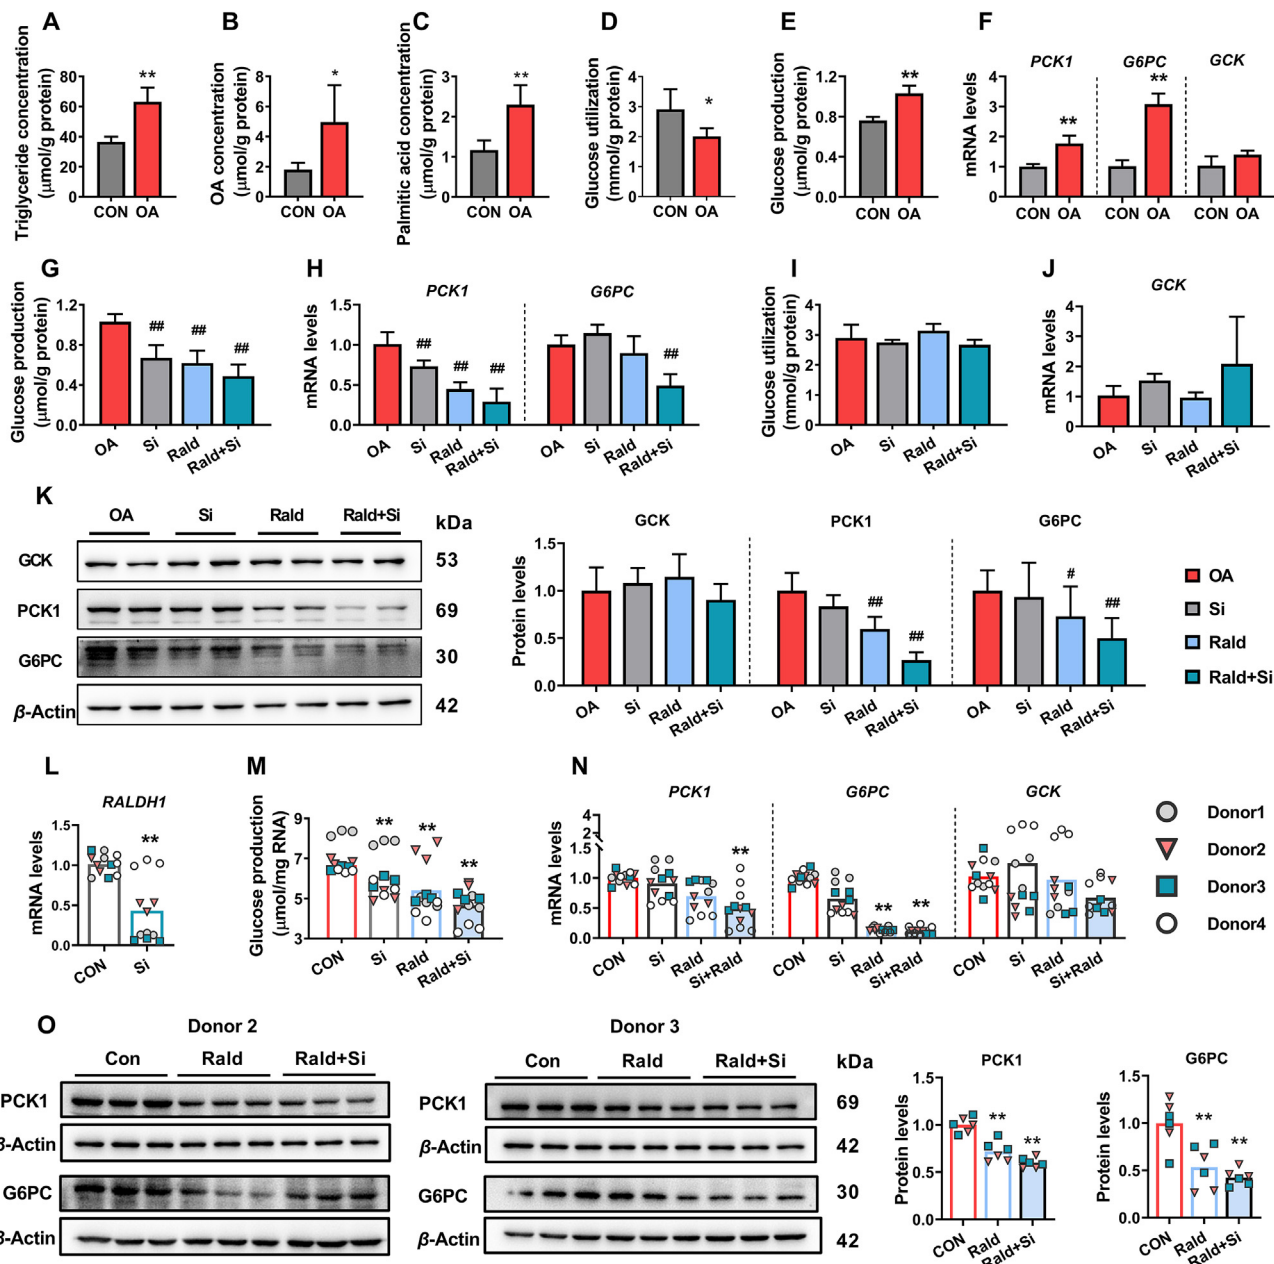 A B C D E F
Triglyceride concentration
(μmol/g protein)
80
60
40
20
0
**
CON OA
OA concentration
(μmol/g protein)
8
6
4
2
0
*
CON OA
Palmitic acid concentration
(μmol/g protein)
3
2
1
0
**
CON OA
Glucose utilization
(mmol/g protein)
4
3
2
1
0
*
CON OA
Glucose production
(μmol/g protein)
1.2
0.8
0.4
0.0
**
CON OA
PCK1 G6PC GCK
mRNA levels
4
3
2
1
0
** **
CON OA CON OA CON OA
G H I J
Glucose production
(μmol/g protein)
1.2
0.8
0.4
0.0
## ## ##
OA Si Rald Rald+Si
PCK1 G6PC
mRNA levels
1.5
1.0
0.5
0.0
## ## ## ##
OA Si Rald Rald+Si OA Si Rald Rald+Si
Glucose utilization
(mmol/g protein)
4
3
2
1
0
OA Si Rald Rald+Si
GCK
mRNA levels
4
3
2
1
0
OA Si Rald Rald+Si
K
OA Si Rald Rald+Si kDa
GCK 53
PCK1 69
G6PC 30
β-Actin 42
GCK PCK1 G6PC
Protein levels
1.5
1.0
0.5
0.0
## ## # ##
OA Si Rald Rald+Si OA Si Rald Rald+Si OA Si Rald Rald+Si
OA
Si
Rald
Rald+Si
L M N
RALDH1
mRNA levels
1.5
1.0
0.5
0.0
**
CON Si
Glucose production
(μmol/mg RNA)
9
7
5
3
** ** **
CON Si Rald Rald+Si
PCK1 G6PC GCK
mRNA levels
4
2
1.5
1.0
0.5
0.0
** ** **
CON Si Rald Si+Rald CON Si Rald Si+Rald CON Si Rald Si+Rald
Donor1
Donor2
Donor3
Donor4
O
Donor 2 Donor 3
Con Rald Rald+Si
PCK1
β-Actin
G6PC
β-Actin
Con Rald Rald+Si kDa
PCK1 69
β-Actin 42
G6PC 30
β-Actin 42
PCK1
Protein levels
1.5
1.0
0.5
0.0
** **
CON Rald Rald+Si
G6PC
Protein levels
1.5
1.0
0.5
0.0
** **
CON Rald Rald+Si